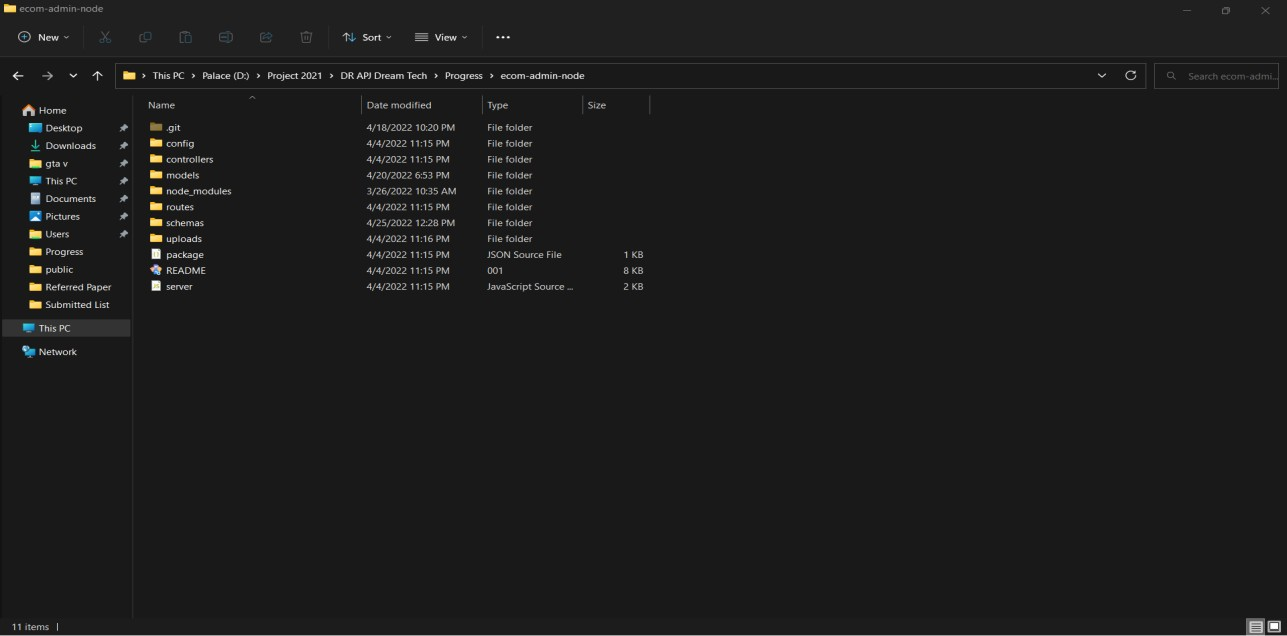 ecom-admin-node
New Sort View
This PC Palace (D:) Project 2021 DR APJ Dream Tech Progress ecom-admin-node Search ecom-admi...
Name Date modified Type Size
Home
Desktop
Downloads
gta v
This PC
Documents
Pictures
Users
Progress
public
Referred Paper
Submitted List
This PC
Network
.git 4/18/2022 10:20 PM File folder
config 4/4/2022 11:15 PM File folder
controllers 4/4/2022 11:15 PM File folder
models 4/20/2022 6:53 PM File folder
node_modules 3/26/2022 10:35 AM File folder
routes 4/4/2022 11:15 PM File folder
schemas 4/25/2022 12:28 PM File folder
uploads 4/4/2022 11:16 PM File folder
package 4/4/2022 11:15 PM JSON Source File 1 KB
README 4/4/2022 11:15 PM 001 8 KB
server 4/4/2022 11:15 PM JavaScript Source ... 2 KB
11 items